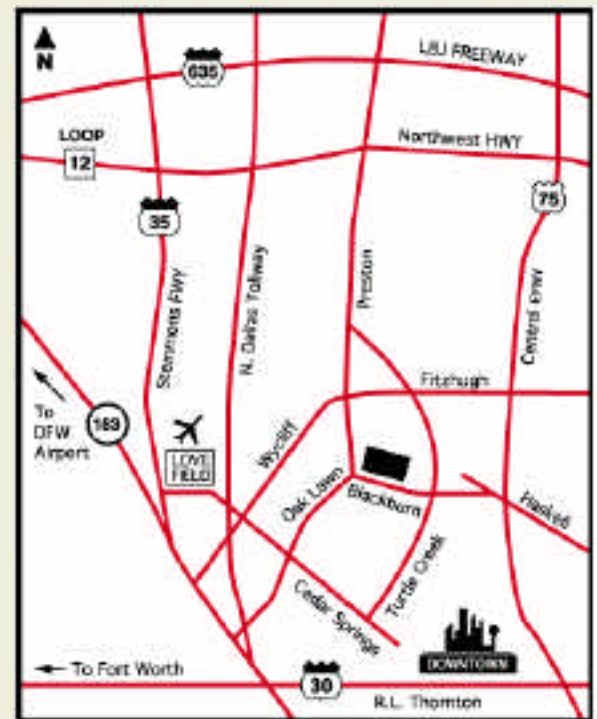 N
LBJ FREEWAY
635
LOOP
12
Northwest HWY
75
35
Preston
Stemmons FWY
N. Dallas Tollway
Central EXWY
Fitzhugh
To
DFW
Airport
183
LOVE
FIELD
Wycliff
Oak Lawn
Blackburn
Haskell
Turtle Creek
Cedar Springs
DOWNTOWN
To Fort Worth
30
R.L. Thornton